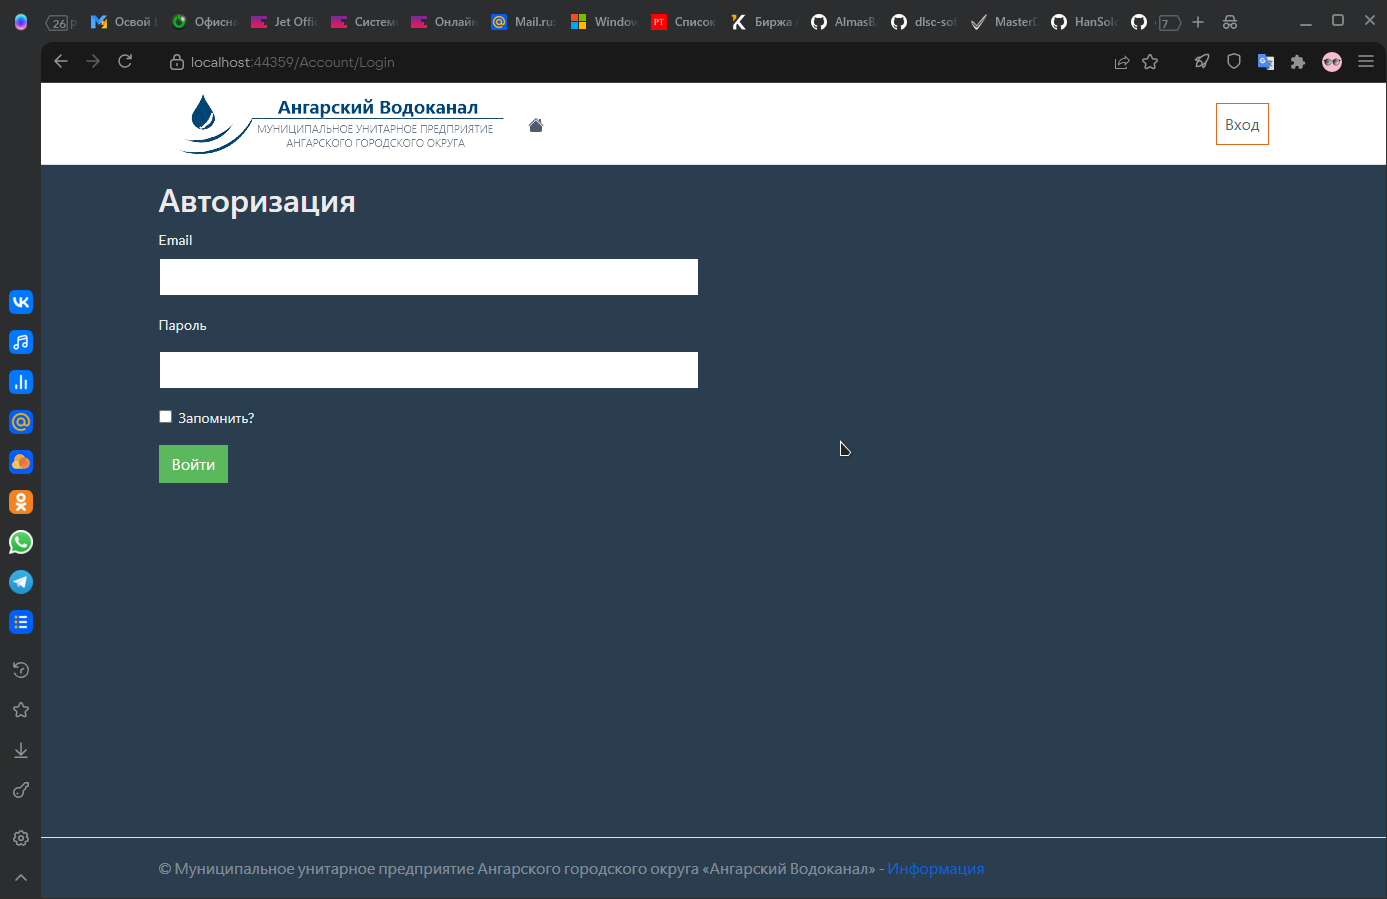 26
Освой
Офисна
Jet Offi
Систем
Онлайн
Mail.ru:
Window
РТ
Список
Биржа
AlmasB
dlsc-sof
Master
HanSol
7
localhost:44359/Account/Login
Ангарский Водоканал
МУНИЦИПАЛЬНОЕ УНИТАРНОЕ ПРЕДПРИЯТИЕ
АНГАРСКОГО ГОРОДСКОГО ОКРУГА
Вход
Авторизация
Email
Пароль
Запомнить?
Войти
© Муниципальное унитарное предприятие Ангарского городского округа «Ангарский Водоканал» - Информация